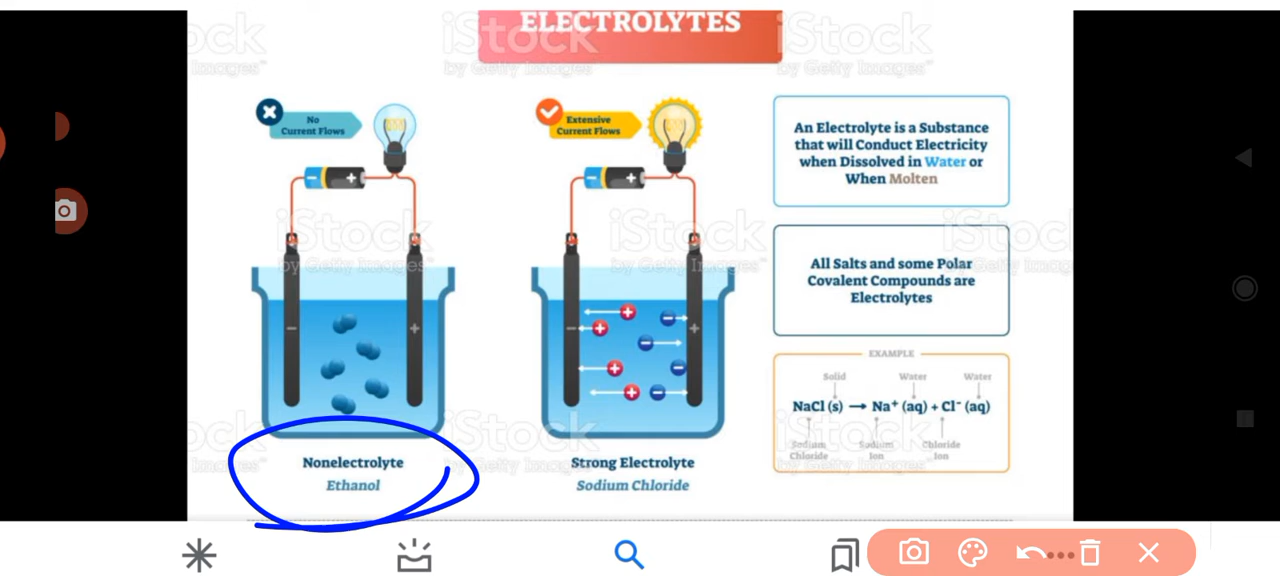 ELECTROLYTES
No
Current Flows
Extensive
Current Flows
An Electrolyte is a Substance
that will Conduct Electricity
when Dissolved in Water or
When Molten
All Salts and some Polar
Covalent Compounds are
Electrolytes
EXAMPLE
Solid Water Water
NaCl (s) → Na⁺ (aq) + Cl⁻ (aq)
Sodium Sodium Chloride
Chloride Ion Ion
Nonelectrolyte
Ethanol
Strong Electrolyte
Sodium Chloride
iStock
by Getty Images™